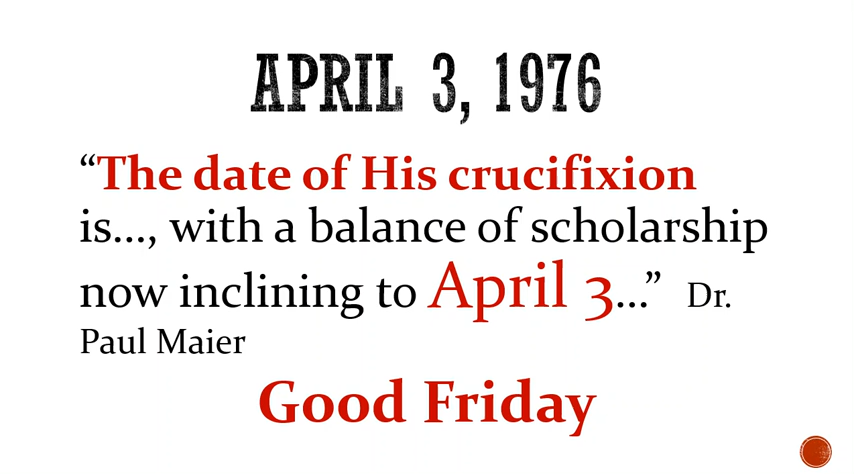 APRIL 3, 1976
“The date of His crucifixion
is..., with a balance of scholarship
now inclining to April 3...” Dr.
Paul Maier
Good Friday